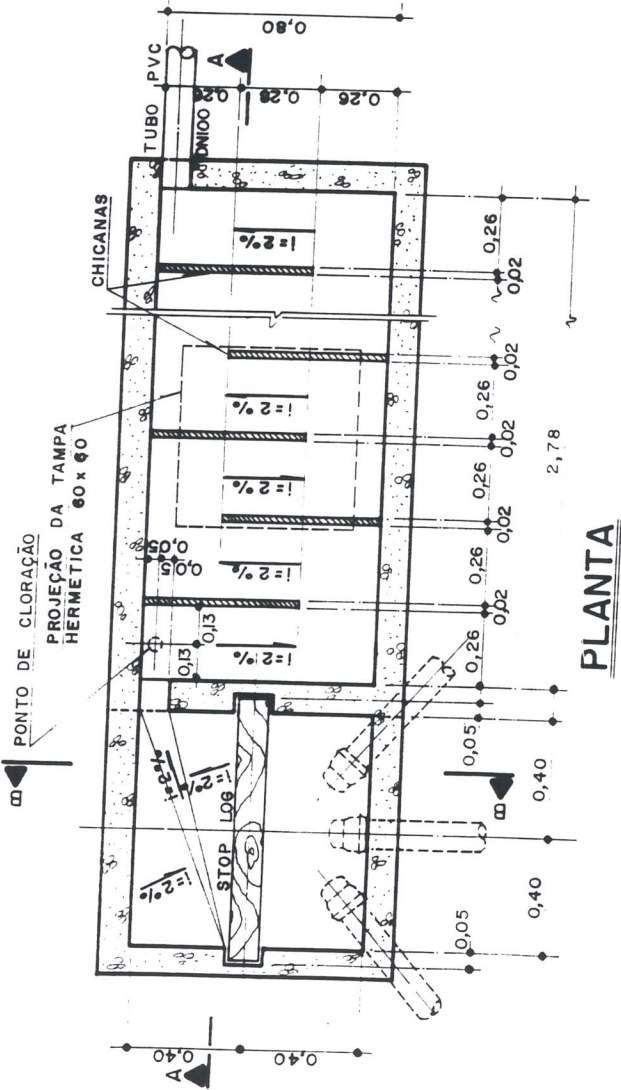 PLANTA
PONTO DE CLORAÇÃO
PROJEÇÃO DA TAMPA
HERMETICA 60 x 60
CHICANAS
TUBO PVC
A
B
0,80
0,26
0,28
0,26
i=2%
i=2%
i=2%
i=2%
i=2%
i=2%
i=2%
i=2%
0,05
0,05
0,13
0,13
STOP LOG
A
B
0,40
0,40
0,05
0,40
0,40
0,05
0,26
0,02
0,26
0,02
0,26
0,02
0,26
0,02
0,02
0,26
2,78